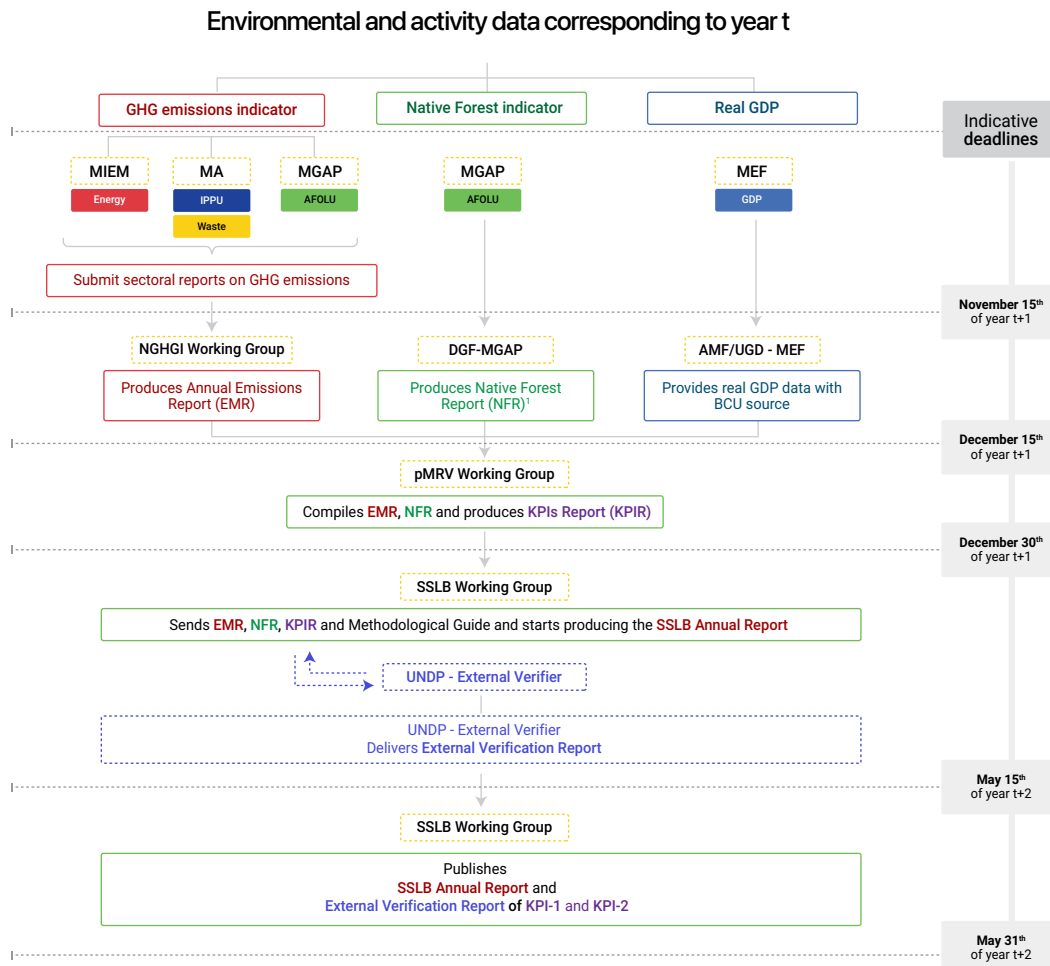 Environmental and activity data corresponding to year t
GHG emissions indicator
Native Forest indicator
Real GDP
Indicative
deadlines
MIEM
MA
MGAP
MGAP
MEF
Energy
IPPU
AFOLU
AFOLU
GDP
Waste
Submit sectoral reports on GHG emissions
November 15th
of year t+1
NGHGI Working Group
DGF-MGAP
AMF/UGD - MEF
Produces Annual Emissions
Report (EMR)
Produces Native Forest
Report (NFR)1
Provides real GDP data with
BCU source
December 15th
of year t+1
pMRV Working Group
Compiles EMR, NFR and produces KPIs Report (KPIR)
December 30th
of year t+1
SSLB Working Group
Sends EMR, NFR, KPIR and Methodological Guide and starts producing the SSLB Annual Report
UNDP - External Verifier
UNDP - External Verifier
Delivers External Verification Report
May 15th
of year t+2
SSLB Working Group
Publishes
SSLB Annual Report and
External Verification Report of KPI-1 and KPI-2
May 31th
of year t+2